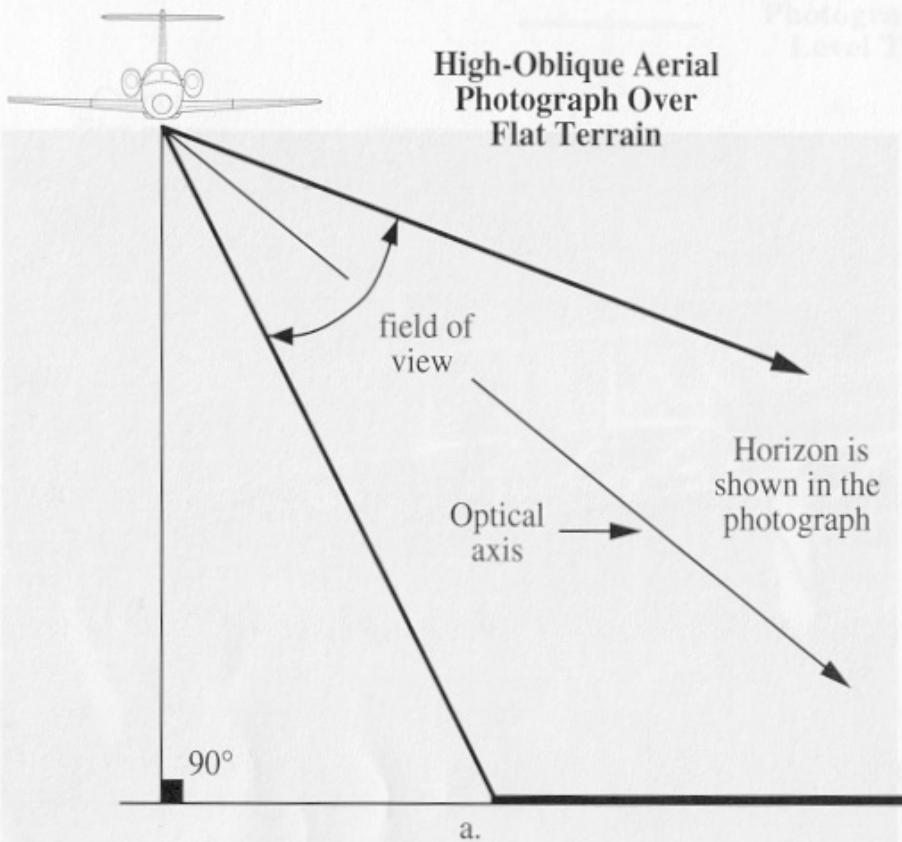 High-Oblique Aerial
Photograph Over
Flat Terrain
field of
view
Horizon is
shown in the
photograph
Optical
axis
90°
a.